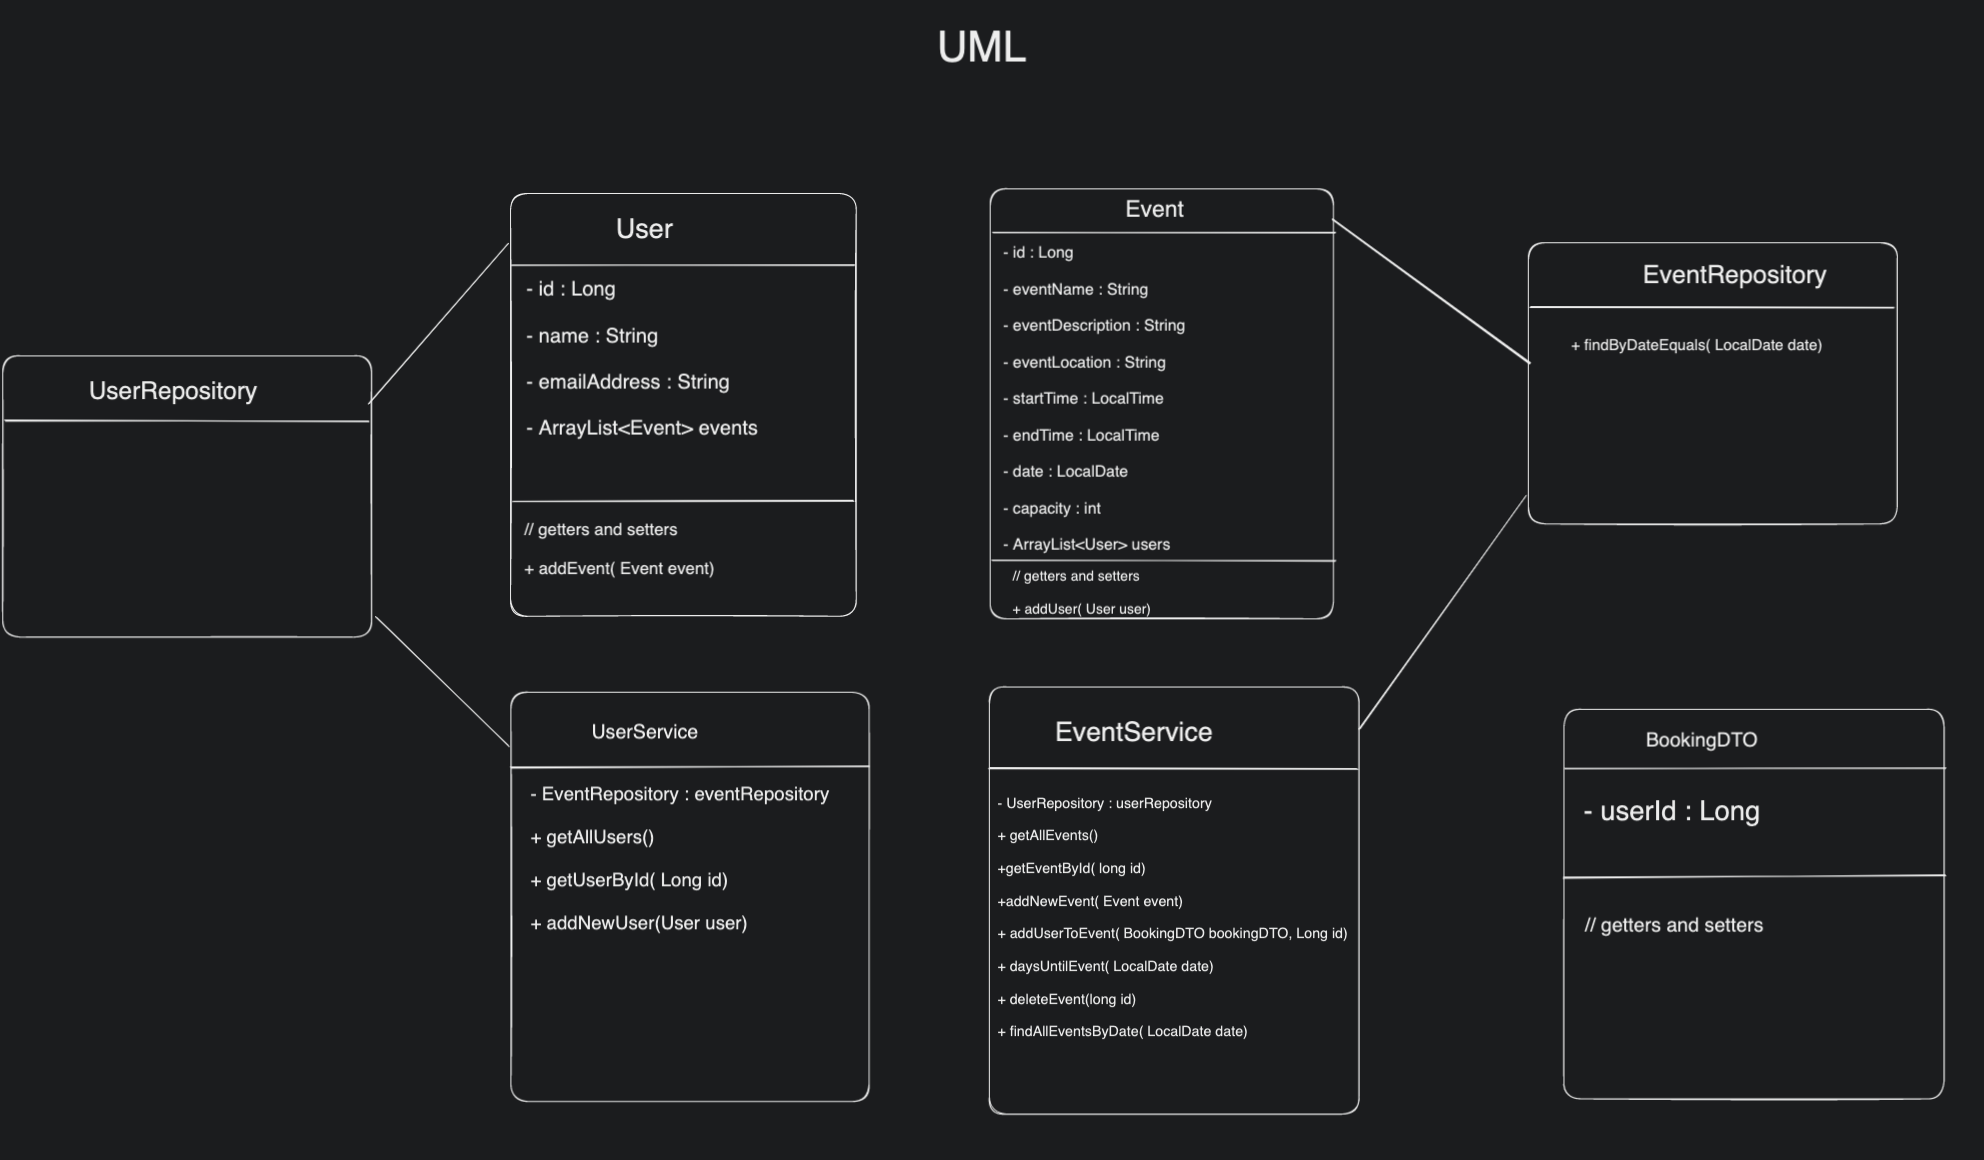 UML
User
- id : Long
- name : String
- emailAddress : String
- ArrayList<Event> events
// getters and setters
+ addEvent( Event event)
Event
- id : Long
- eventName : String
- eventDescription : String
- eventLocation : String
- startTime : LocalTime
- endTime : LocalTime
- date : LocalDate
- capacity : int
- ArrayList<User> users
// getters and setters
+ addUser( User user)
EventRepository
+ findByDateEquals( LocalDate date)
UserRepository
UserService
- EventRepository : eventRepository
+ getAllUsers()
+ getUserById( Long id)
+ addNewUser(User user)
EventService
- UserRepository : userRepository
+ getAllEvents()
+getEventById( long id)
+addNewEvent( Event event)
+ addUserToEvent( BookingDTO bookingDTO, Long id)
+ daysUntilEvent( LocalDate date)
+ deleteEvent(long id)
+ findAllEventsByDate( LocalDate date)
BookingDTO
- userId : Long
// getters and setters